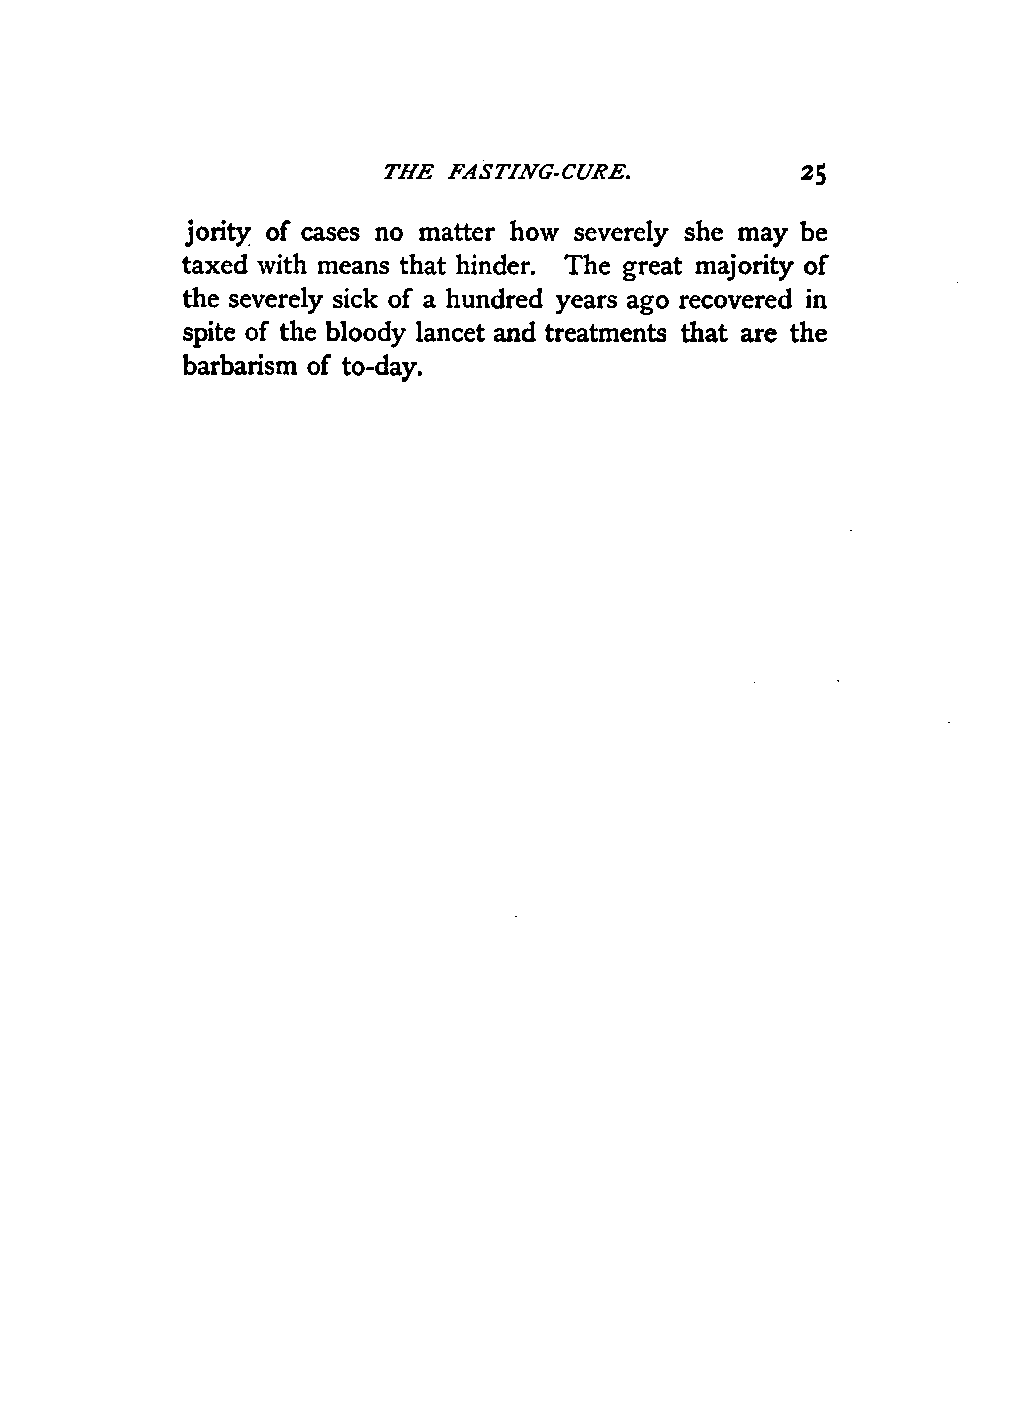 THE FASTING-CURE. 25
jority of cases no matter how severely she may be
taxed with means that hinder. The great majority of
the severely sick of a hundred years ago recovered in
spite of the bloody lancet and treatments that are the
barbarism of to-day.